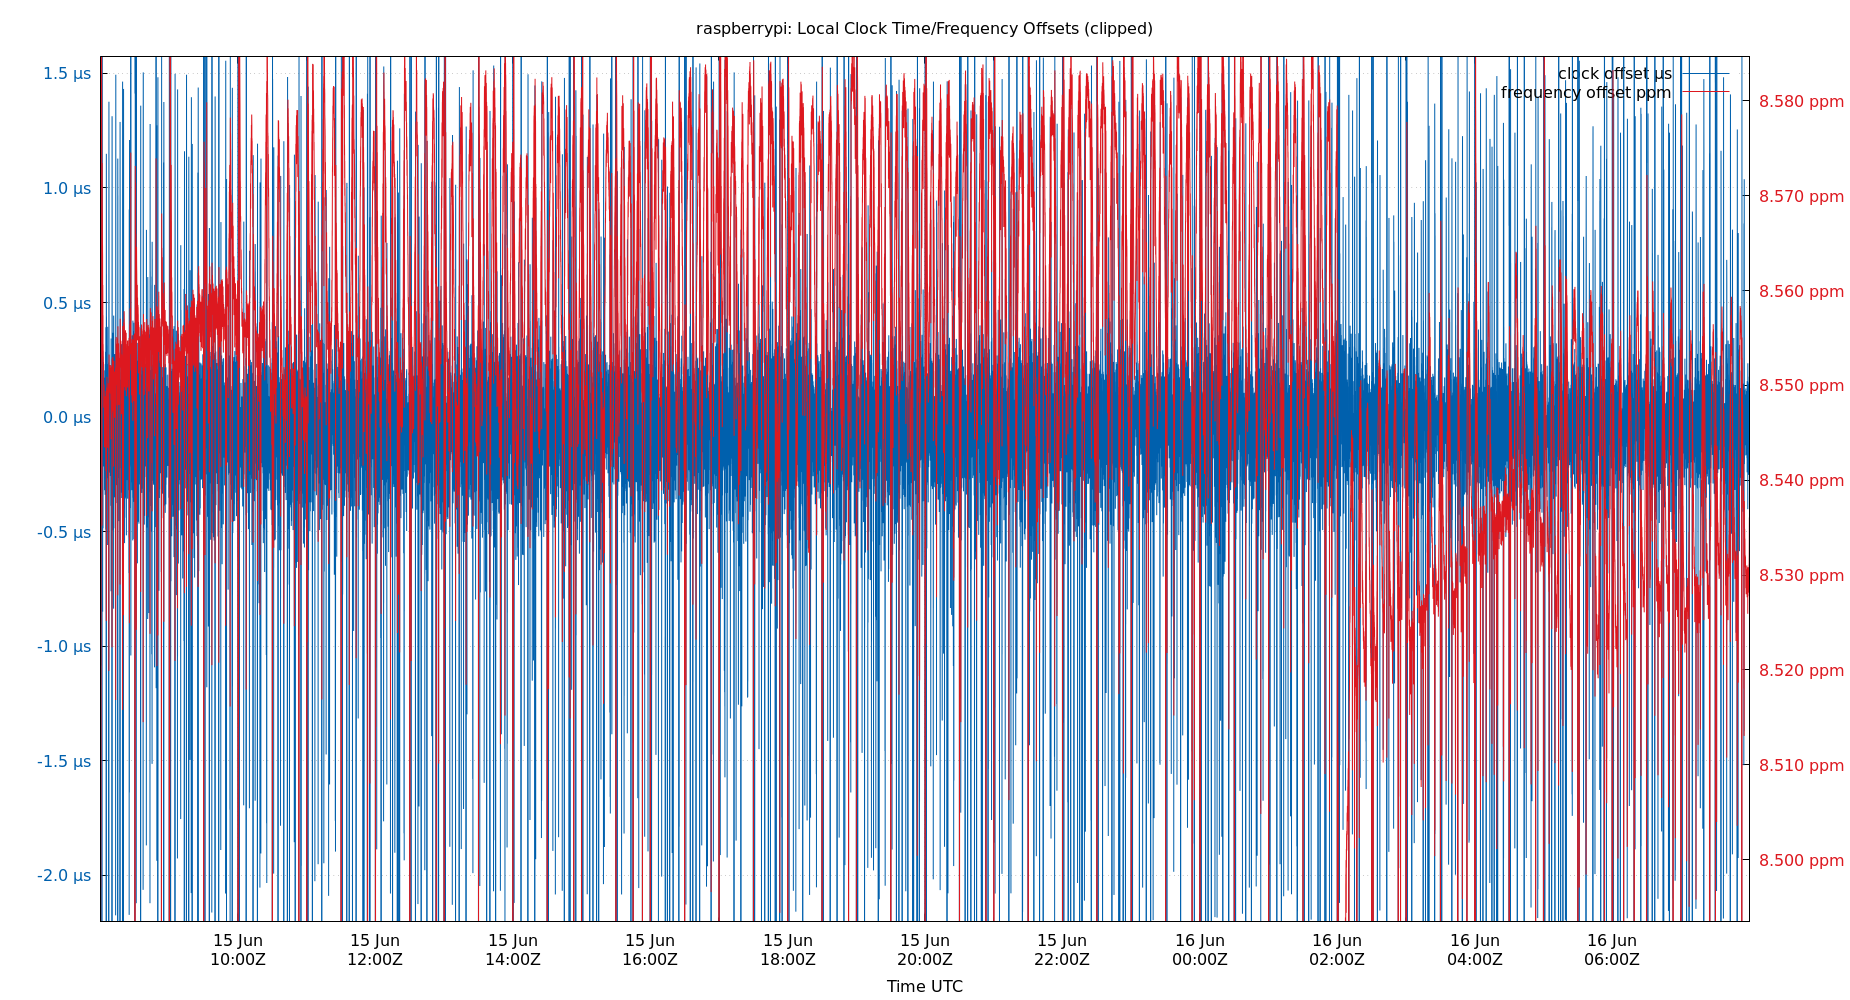 raspberrypi: Local Clock Time/Frequency Offsets (clipped)
1.5 µs
1.0 µs
0.5 µs
0.0 µs
-0.5 µs
-1.0 µs
-1.5 µs
-2.0 µs
clock offset µs
frequency offset ppm
8.580 ppm
8.570 ppm
8.560 ppm
8.550 ppm
8.540 ppm
8.530 ppm
8.520 ppm
8.510 ppm
8.500 ppm
15 Jun 10:00Z
15 Jun 12:00Z
15 Jun 14:00Z
15 Jun 16:00Z
15 Jun 18:00Z
15 Jun 20:00Z
15 Jun 22:00Z
16 Jun 00:00Z
16 Jun 02:00Z
16 Jun 04:00Z
16 Jun 06:00Z
Time UTC